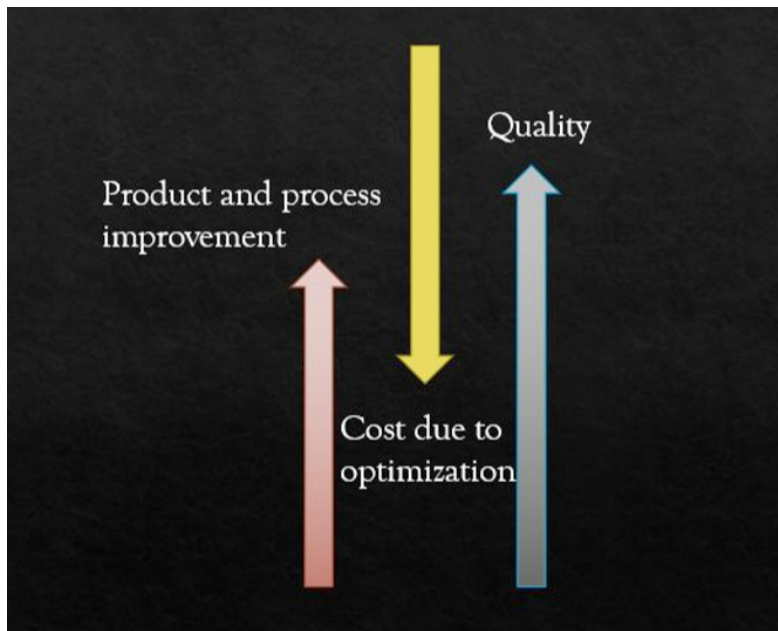 Quality
Product and process
improvement
Cost due to
optimization